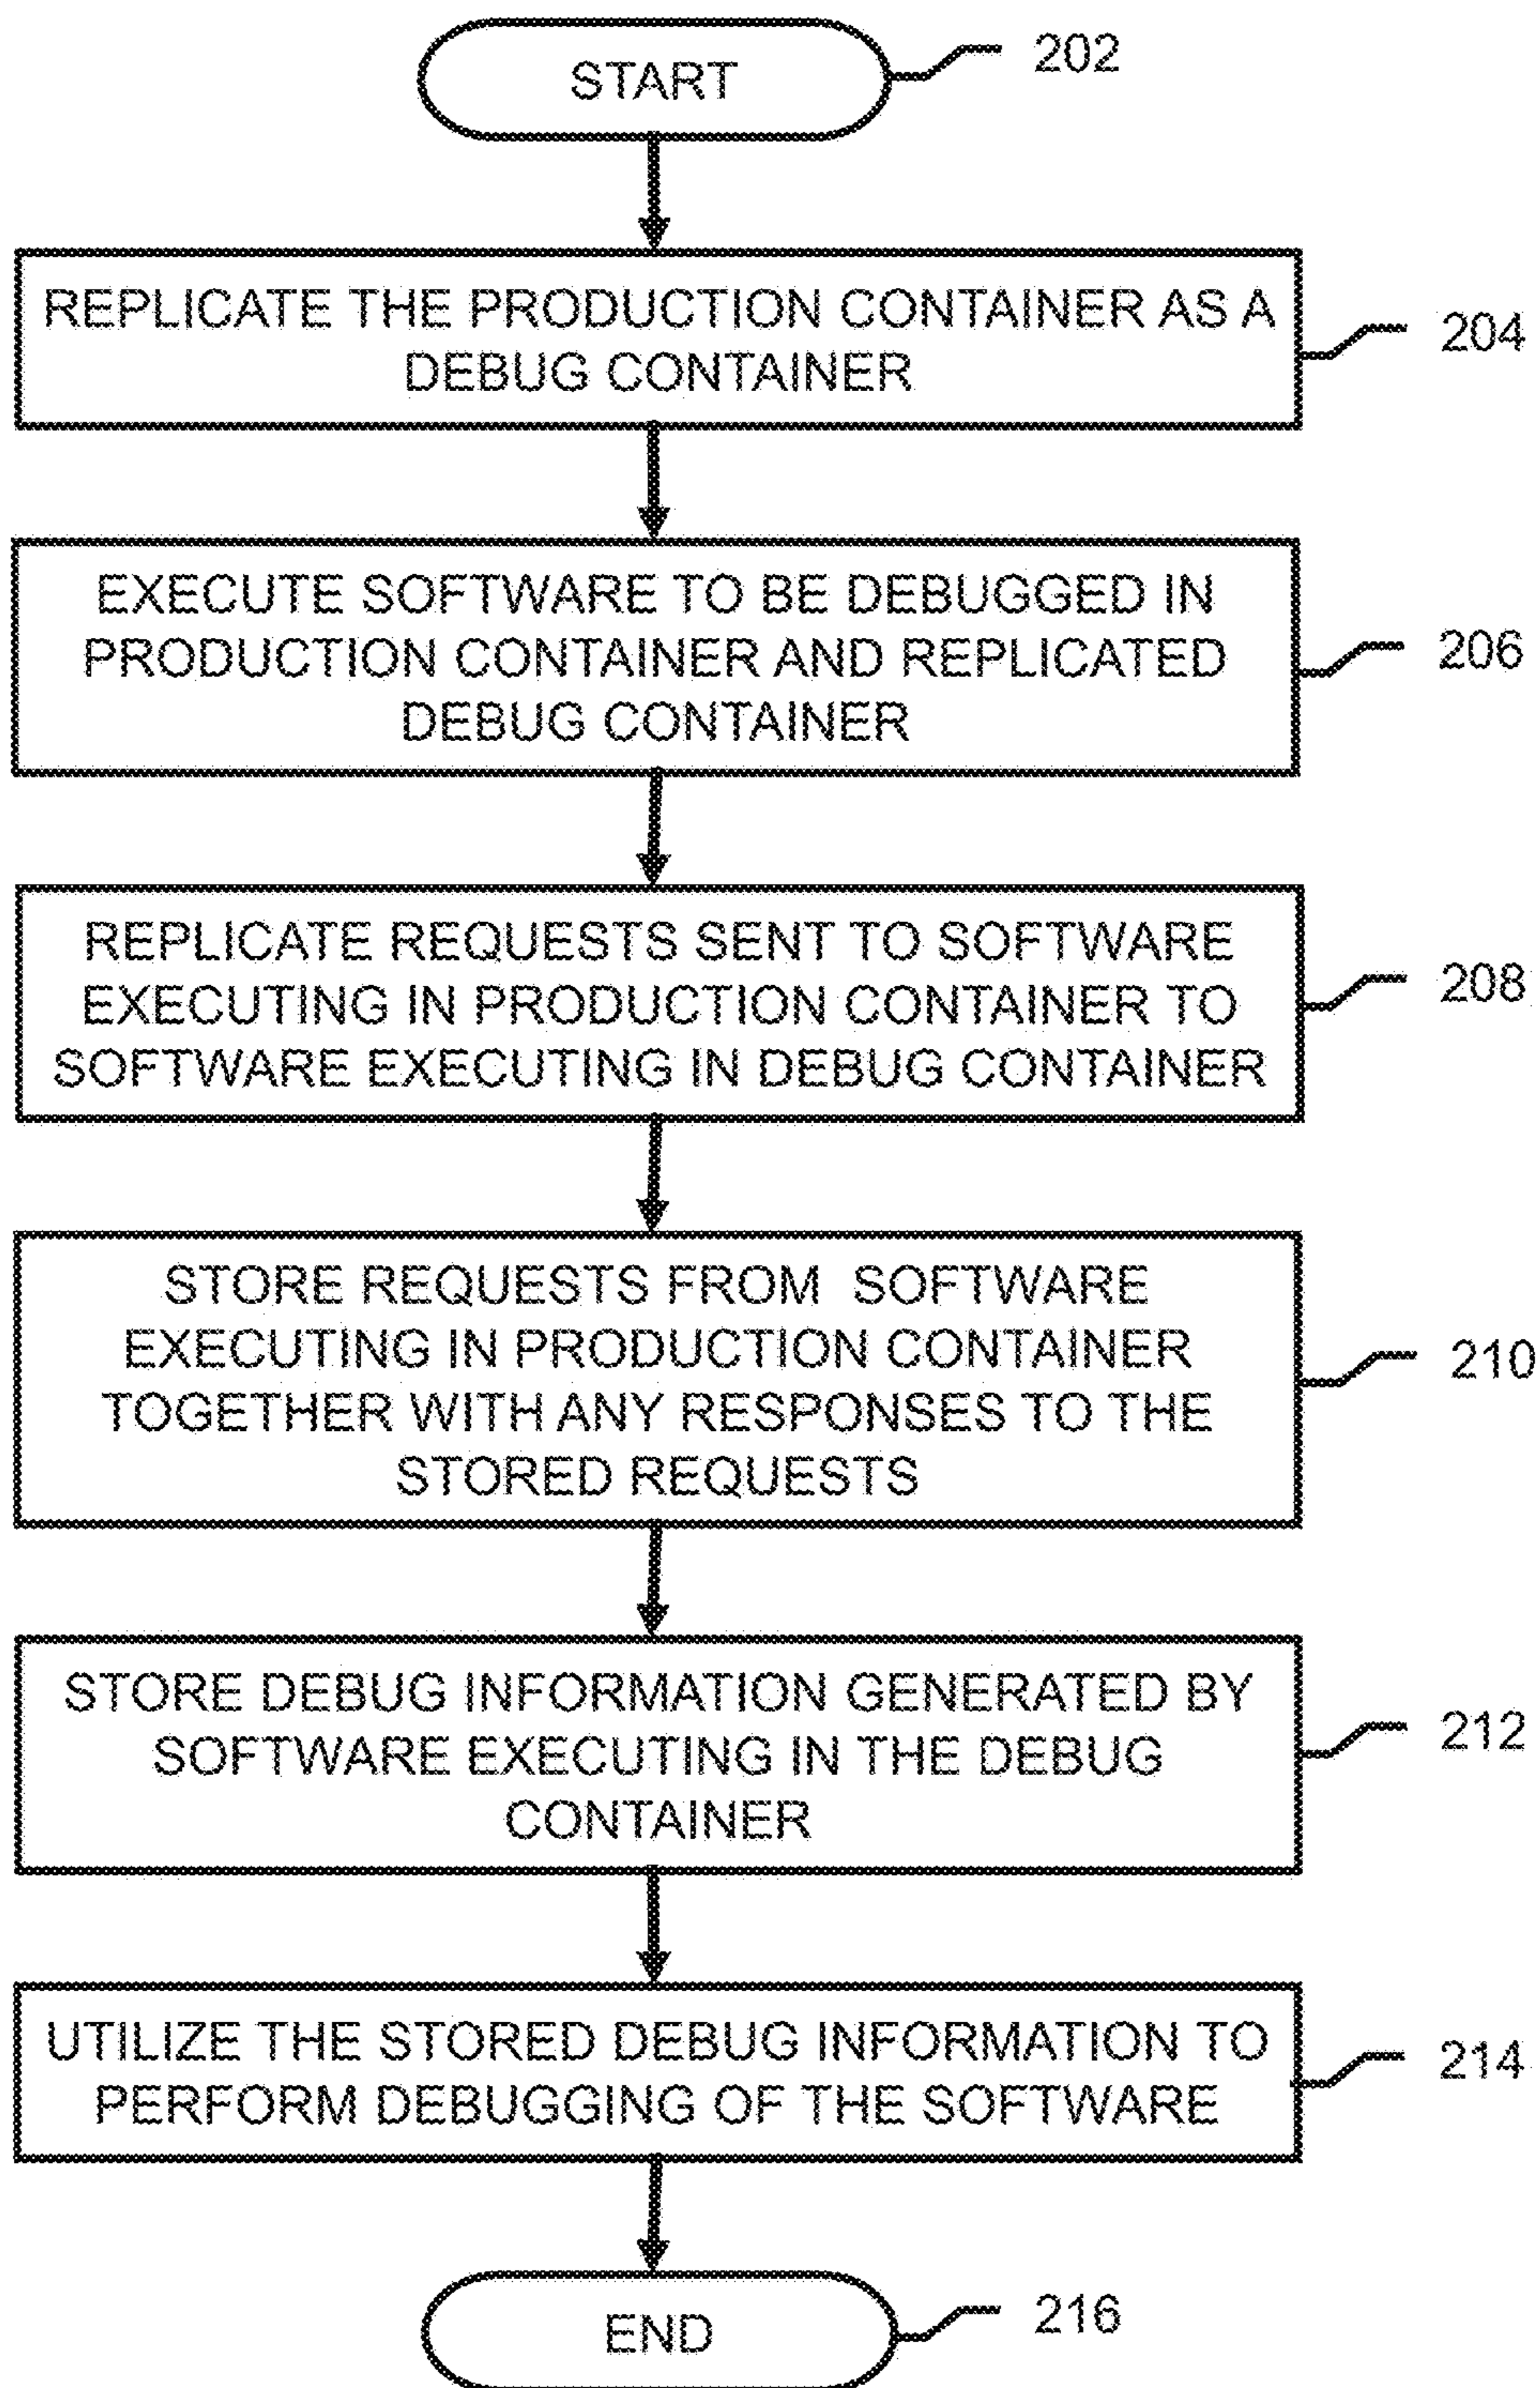 START
202
REPLICATE THE PRODUCTION CONTAINER AS A
DEBUG CONTAINER
204
EXECUTE SOFTWARE TO BE DEBUGGED IN
PRODUCTION CONTAINER AND REPLICATED
DEBUG CONTAINER
206
REPLICATE REQUESTS SENT TO SOFTWARE
EXECUTING IN PRODUCTION CONTAINER TO
SOFTWARE EXECUTING IN DEBUG CONTAINER
208
STORE REQUESTS FROM SOFTWARE
EXECUTING IN PRODUCTION CONTAINER
TOGETHER WITH ANY RESPONSES TO THE
STORED REQUESTS
210
STORE DEBUG INFORMATION GENERATED BY
SOFTWARE EXECUTING IN THE DEBUG
CONTAINER
212
UTILIZE THE STORED DEBUG INFORMATION TO
PERFORM DEBUGGING OF THE SOFTWARE
214
END
216